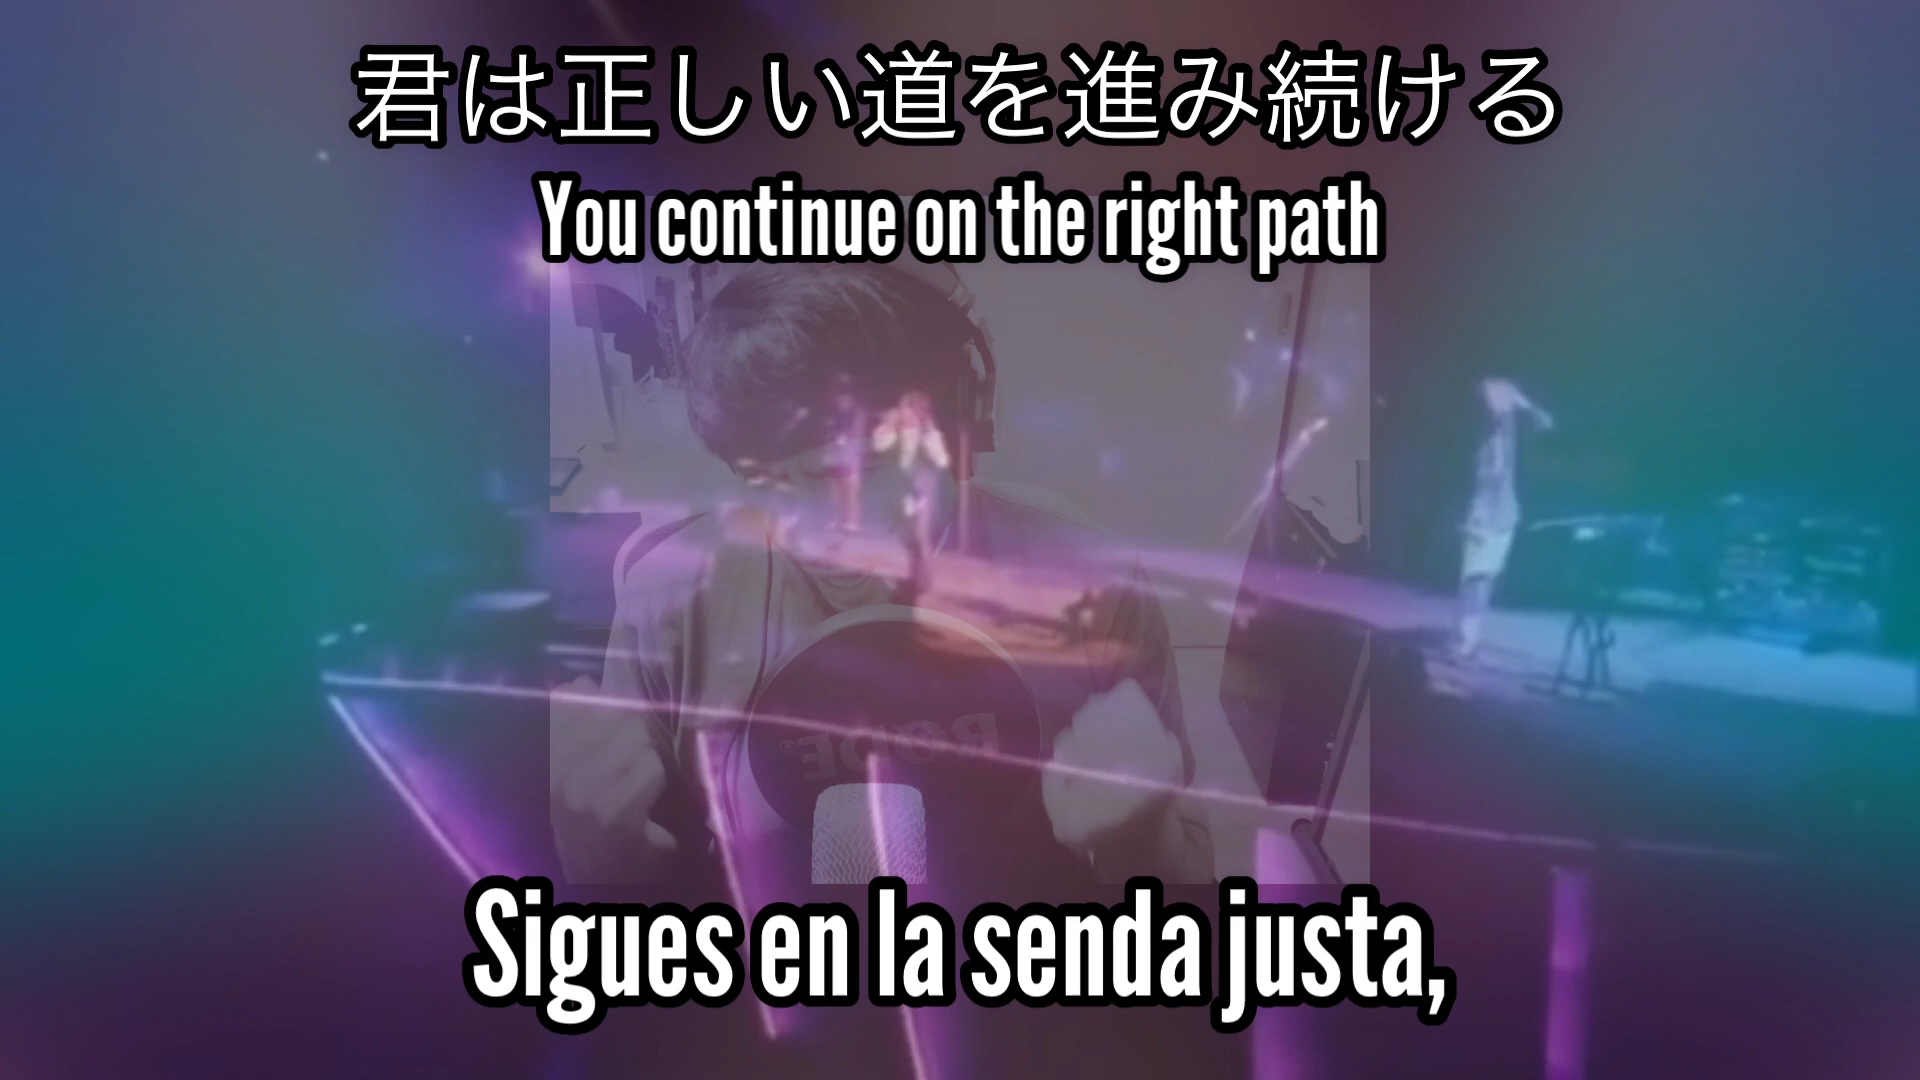 君は正しい道を進み続ける
You continue on the right path
RØDE®
Sigues en la senda justa,